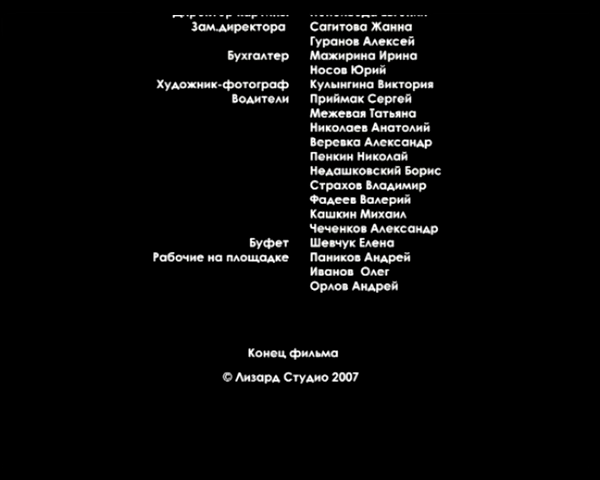 Зам.директора Сагитова Жанна
Гуранов Алексей
Бухгалтер Мажирина Ирина
Носов Юрий
Художник-фотограф Кулынгина Виктория
Водители Приймак Сергей
Межевая Татьяна
Николаев Анатолий
Веревка Александр
Пенкин Николай
Недашковский Борис
Страхов Владимир
Фадеев Валерий
Кашкин Михаил
Чеченков Александр
Буфет Шевчук Елена
Рабочие на площадке Паников Андрей
Иванов Олег
Орлов Андрей
Конец фильма
© Лизард Студио 2007